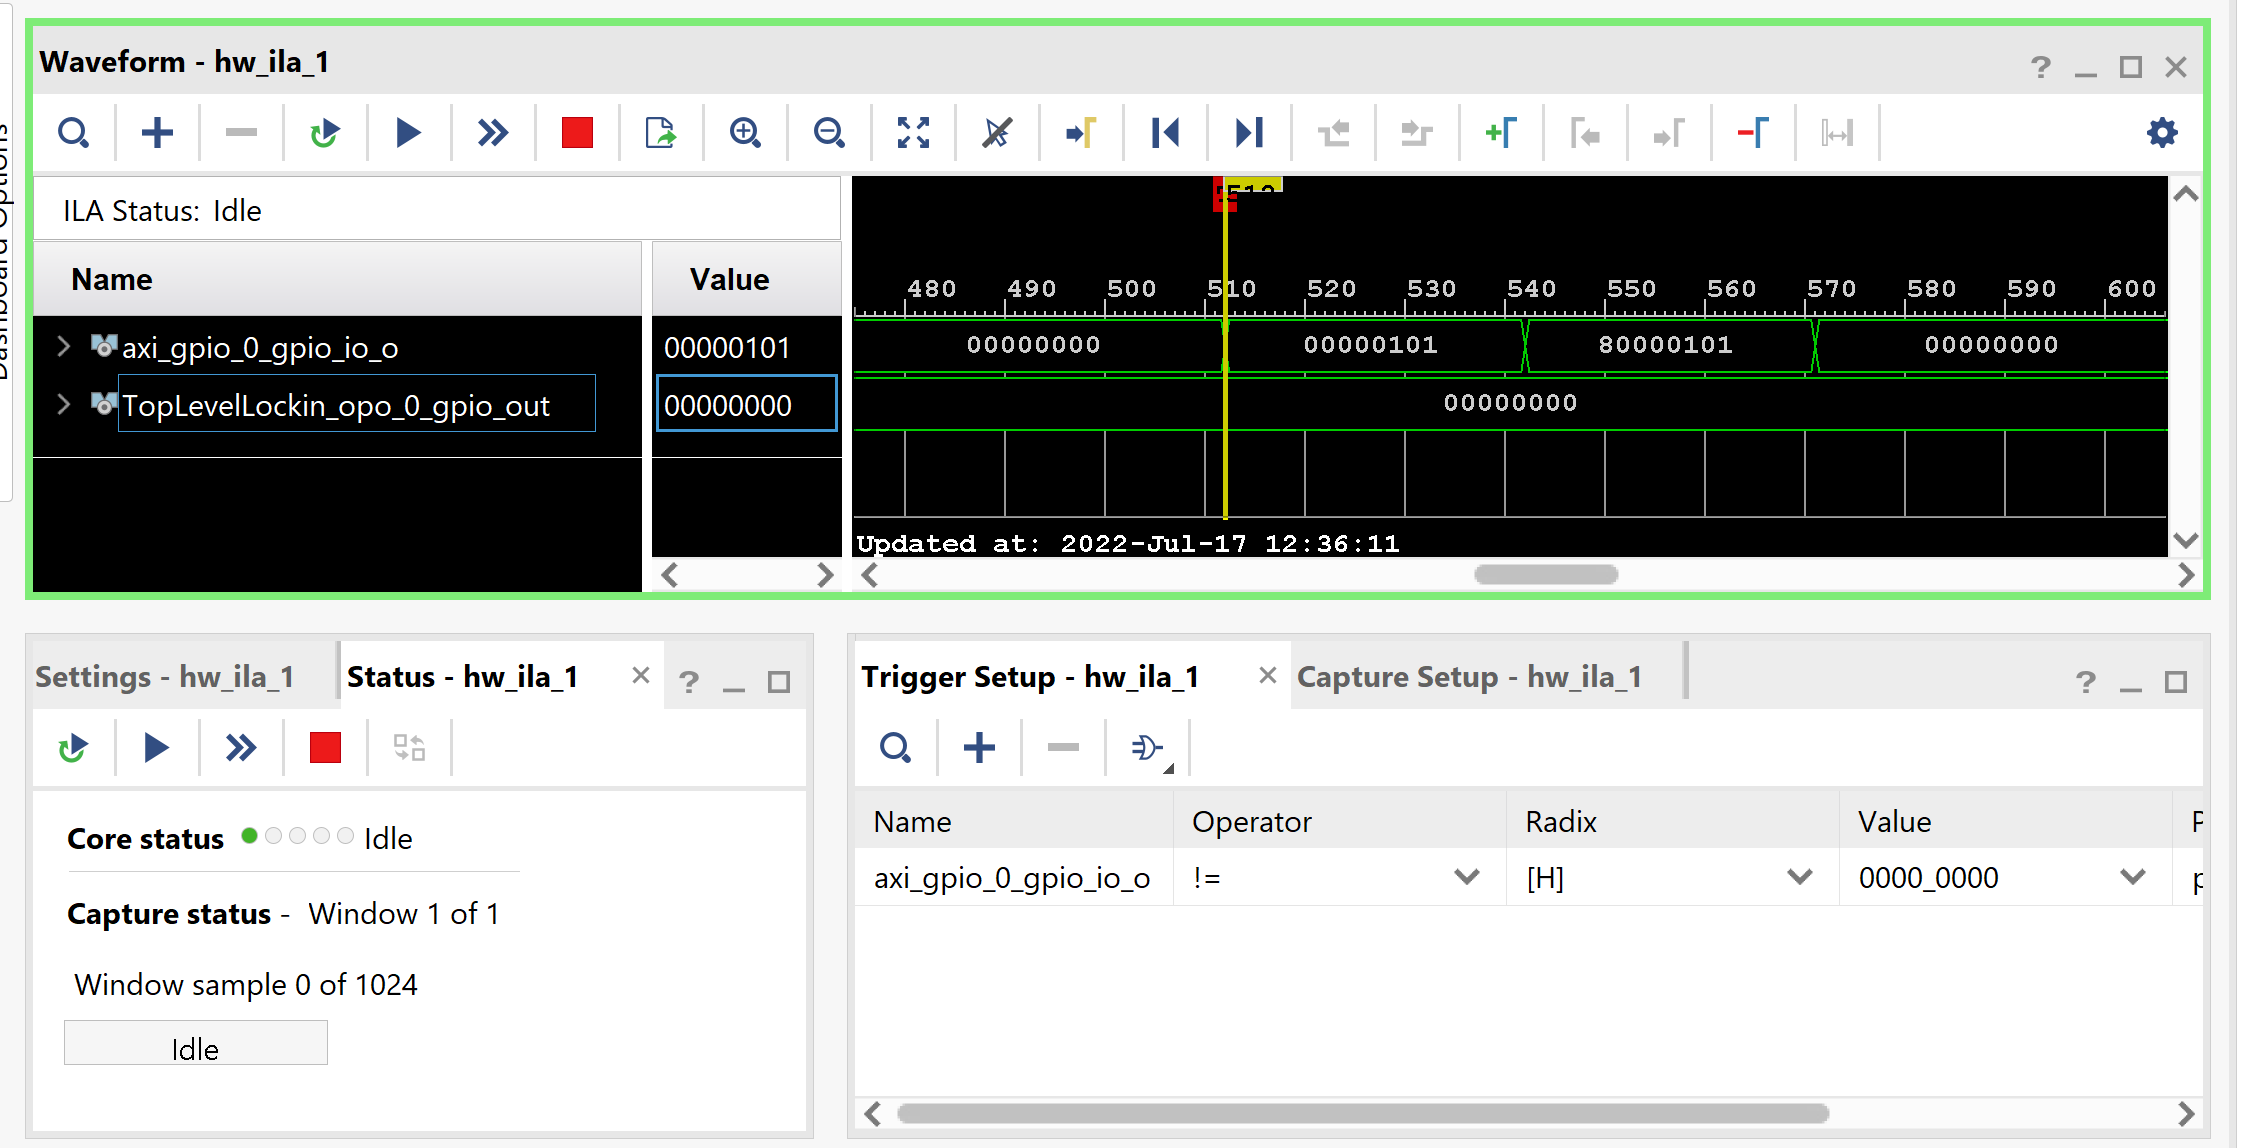 Dashboard Options
Waveform - hw_ila_1
?
ILA Status: Idle
Name
Value
axi_gpio_0_gpio_io_o
00000101
TopLevelLockin_opo_0_gpio_out
00000000
512
480 490 500 510 520 530 540 550 560 570 580 590 600
00000000 00000101 80000101 00000000
00000000
Updated at: 2022-Jul-17 12:36:11
Settings - hw_ila_1
Status - hw_ila_1
?
Core status Idle
Capture status - Window 1 of 1
Window sample 0 of 1024
Idle
Trigger Setup - hw_ila_1
Capture Setup - hw_ila_1
?
Name Operator Radix Value
axi_gpio_0_gpio_io_o != [H] 0000_0000